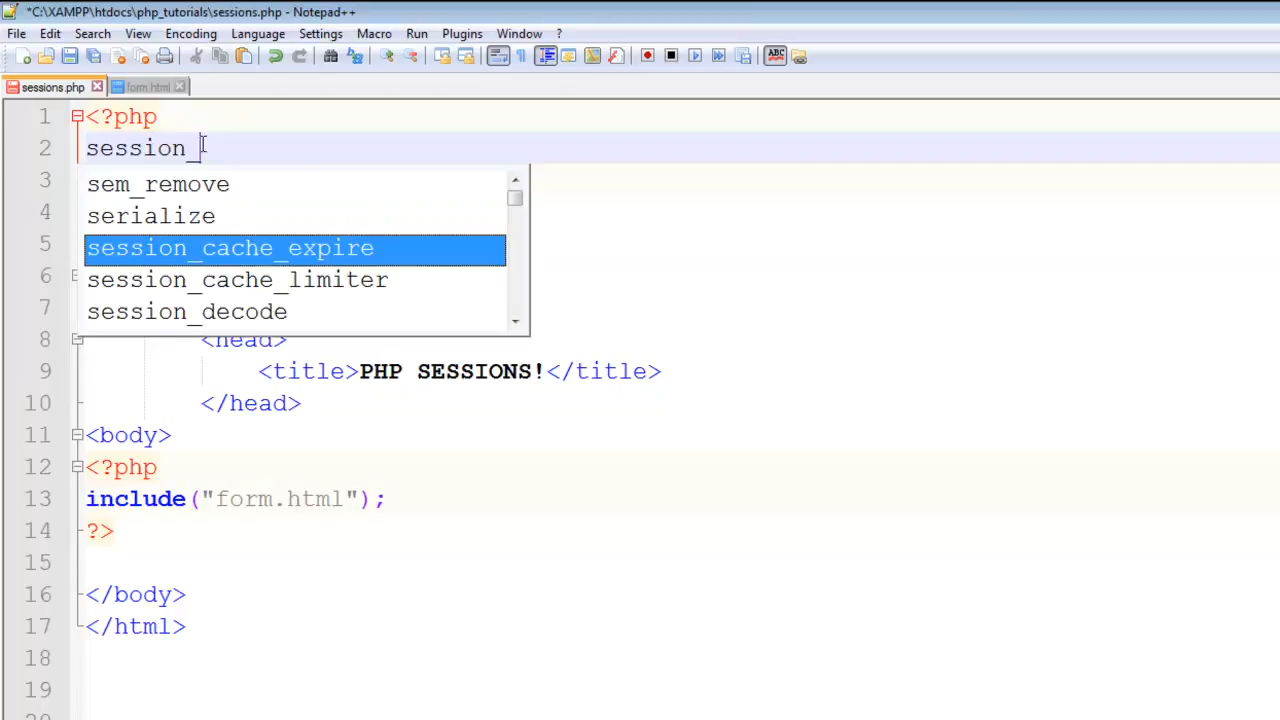 *C:\XAMPP\htdocs\php_tutorials\sessions.php - Notepad++
File Edit Search View Encoding Language Settings Macro Run Plugins Window ?
ABC
sessions.php form.html
1 <?php
2 session_
3 sem_remove
4 serialize
5 session_cache_expire
6 session_cache_limiter
7 session_decode
8 <head>
9 <title>PHP SESSIONS!</title>
10 </head>
11 <body>
12 <?php
13 include("form.html");
14 ?>
15
16 </body>
17 </html>
18
19
20